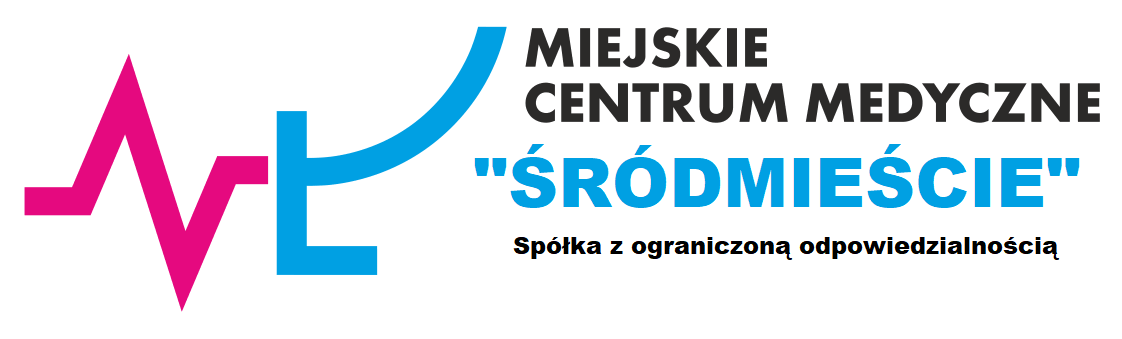 MIEJSKIE
CENTRUM MEDYCZNE
"ŚRÓDMIEŚCIE"
Spółka z ograniczoną odpowiedzialnością